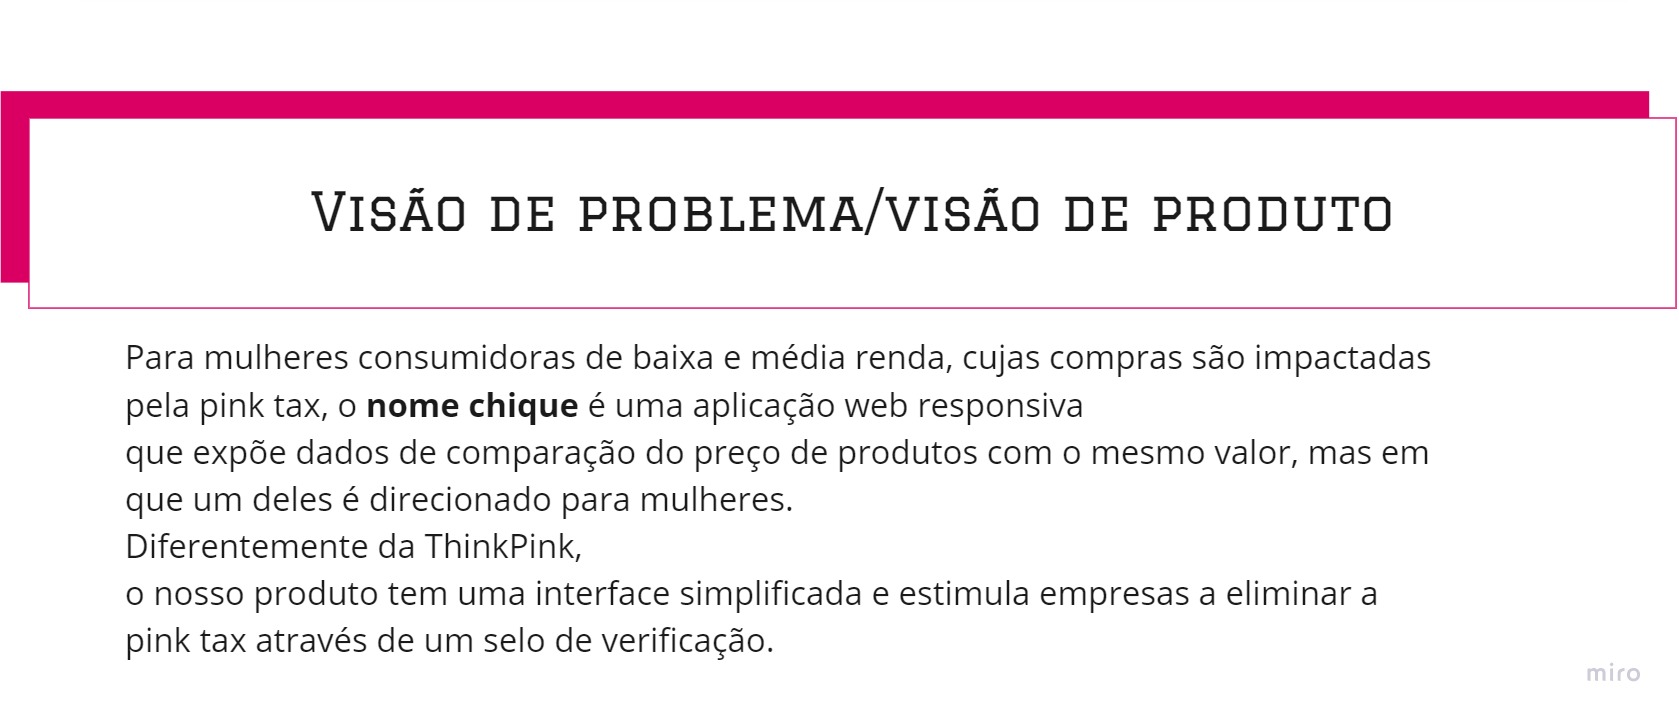 Visão de problema/visão de produto
Para mulheres consumidoras de baixa e média renda, cujas compras são impactadas
pela pink tax, o nome chique é uma aplicação web responsiva
que expõe dados de comparação do preço de produtos com o mesmo valor, mas em
que um deles é direcionado para mulheres.
Diferentemente da ThinkPink,
o nosso produto tem uma interface simplificada e estimula empresas a eliminar a
pink tax através de um selo de verificação.
miro